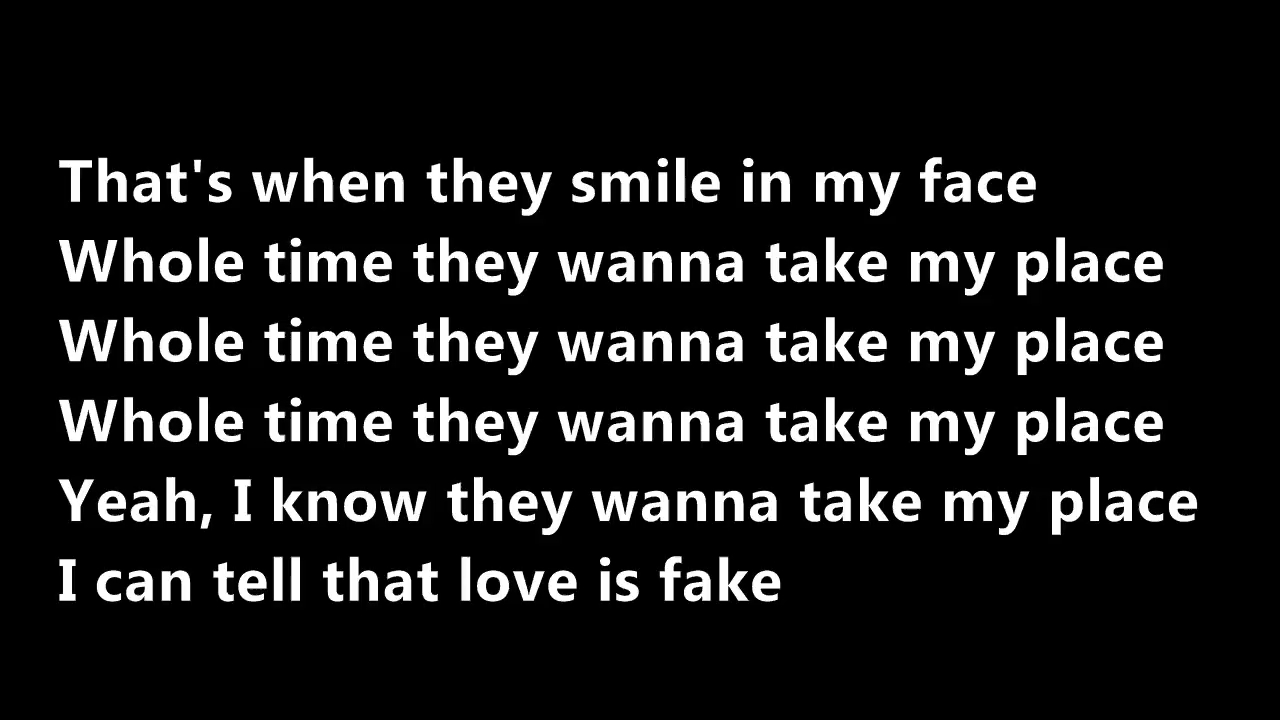 That's when they smile in my face
Whole time they wanna take my place
Whole time they wanna take my place
Whole time they wanna take my place
Yeah, I know they wanna take my place
I can tell that love is fake